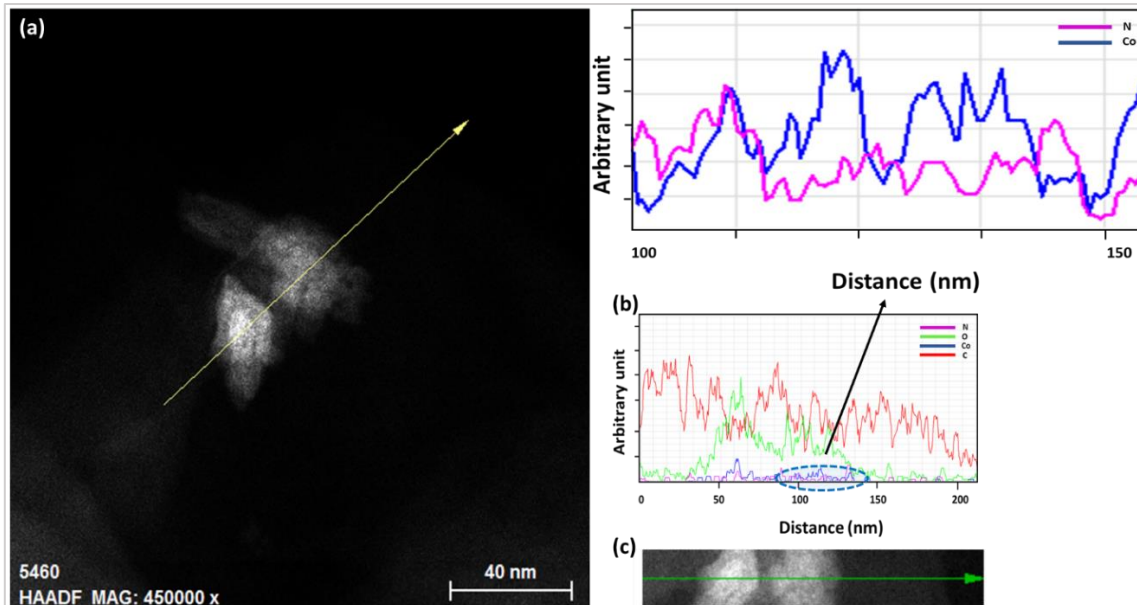 (a)
5460
HAADF MAG: 450000 x
40 nm
N
Co
Arbitrary unit
100
150
Distance (nm)
(b)
N
O
Co
C
Arbitrary unit
0
50
100
150
200
Distance (nm)
(c)